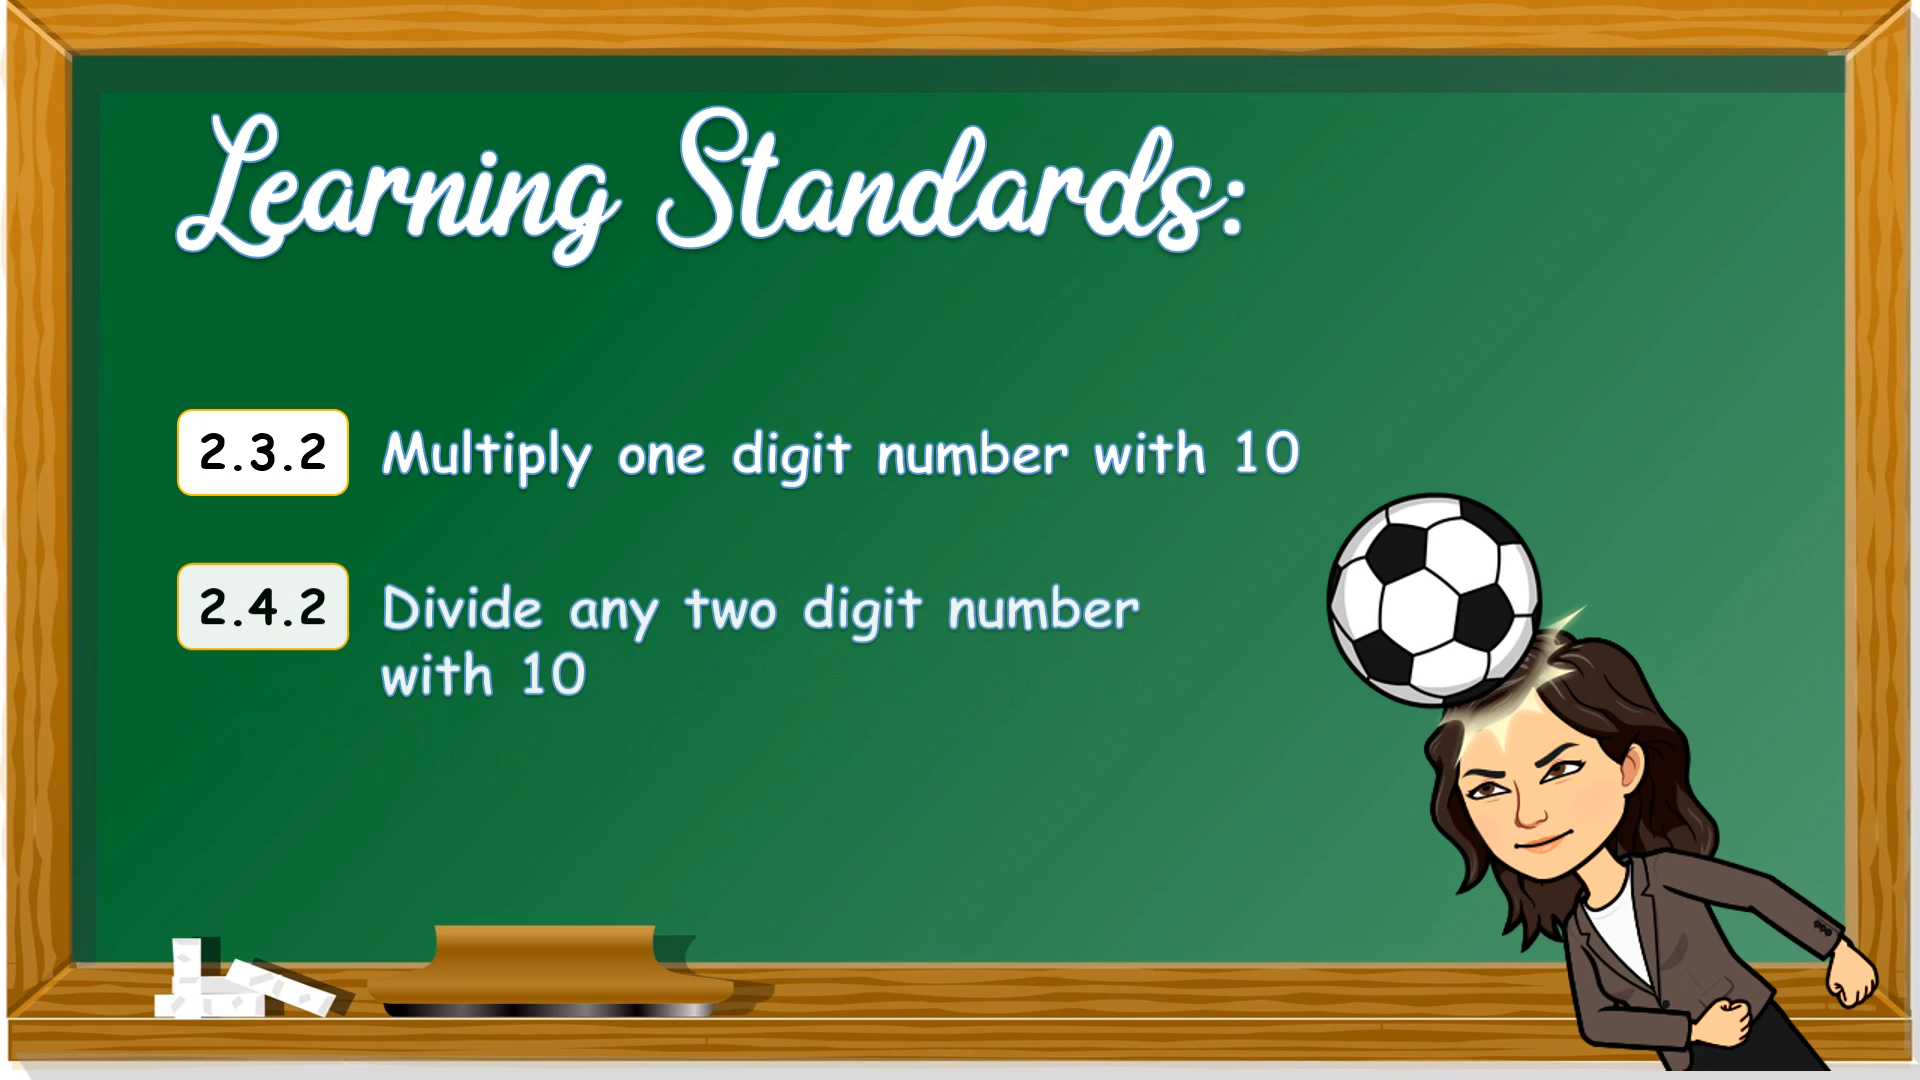 Learning Standards:
2.3.2 Multiply one digit number with 10
2.4.2 Divide any two digit number
with 10